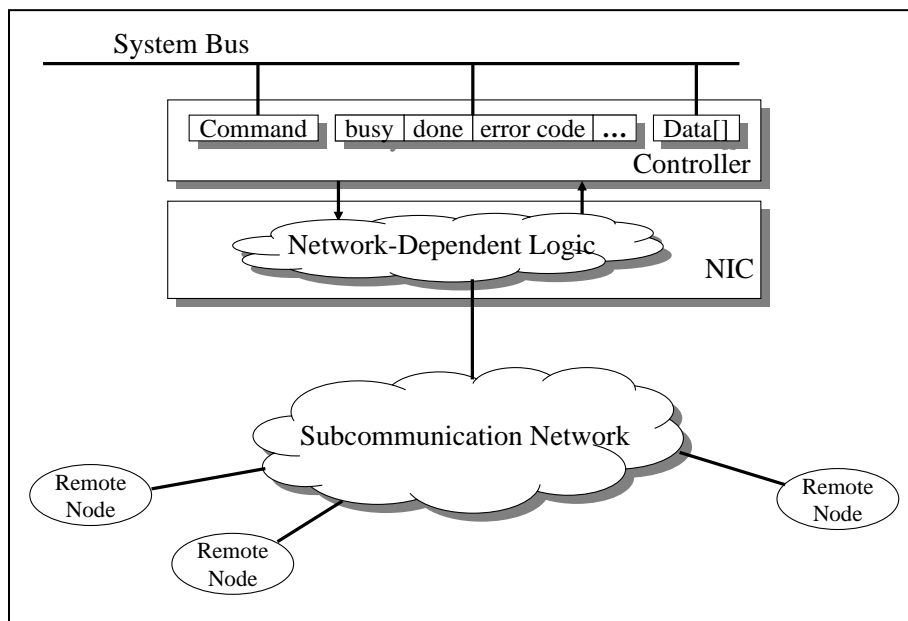 System Bus
Command
busy
done
error code
...
Data[]
Controller
Network-Dependent Logic
NIC
Subcommunication Network
Remote
Node
Remote
Node
Remote
Node